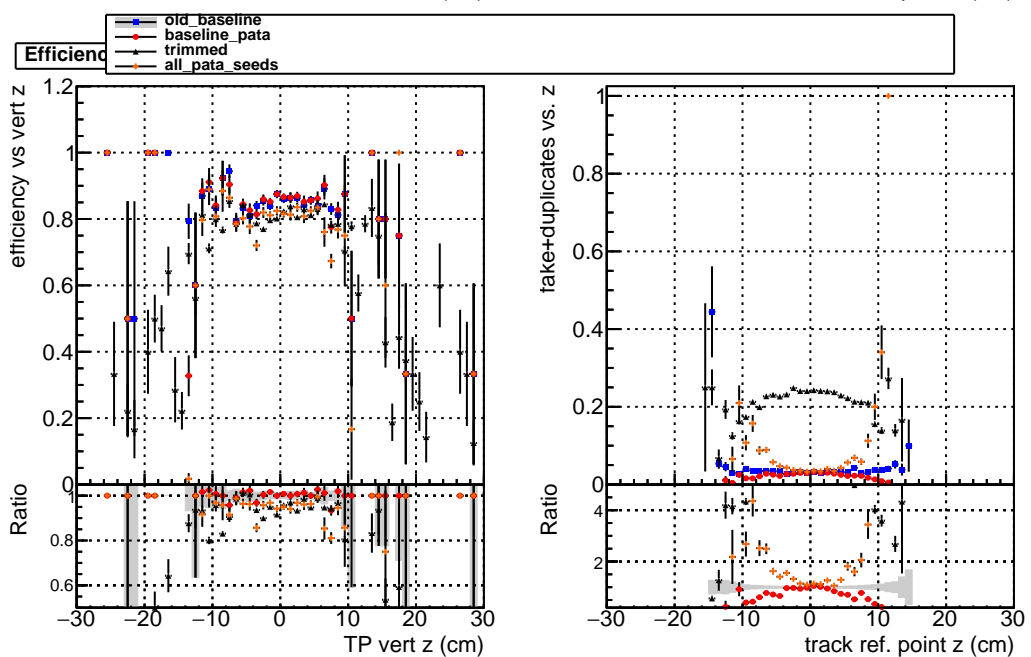 old_baseline
baseline_pata
trimmed
all_pata_seeds
Efficienc
efficiency vs vert z
1.2
1
0.8
0.6
0.4
0.2
0
Ratio
1
0.8
0.6
−30 −20 −10 0 10 20 30
TP vert z (cm)
fake+duplicates vs. z
1
0.8
0.6
0.4
0.2
0
Ratio
4
2
−30 −20 −10 0 10 20 30
track ref. point z (cm)